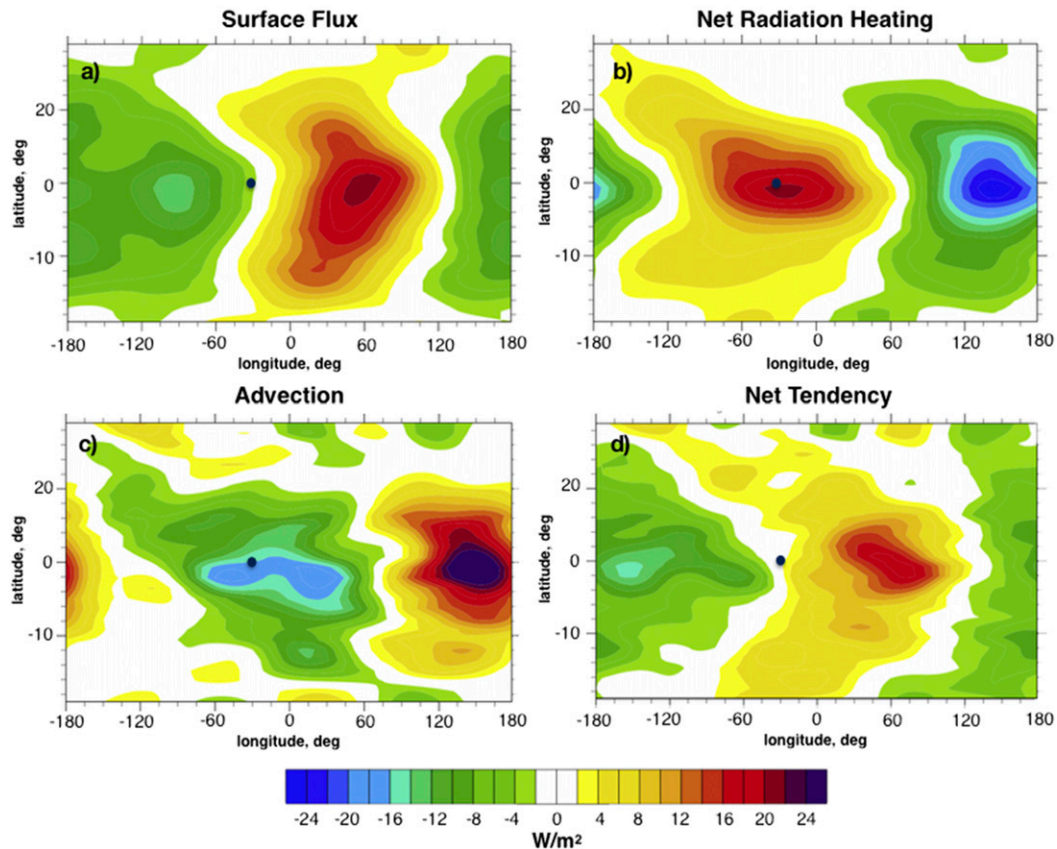 Surface Flux
a)
20
0
-10
latitude, deg
-180 -120 -60 0 60 120 180
longitude, deg
Net Radiation Heating
b)
20
0
-10
latitude, deg
-180 -120 -60 0 60 120 180
longitude, deg
Advection
c)
20
0
-10
latitude, deg
-180 -120 -60 0 60 120 180
longitude, deg
Net Tendency
d)
20
0
-10
latitude, deg
-180 -120 -60 0 60 120 180
longitude, deg
-24 -20 -16 -12 -8 -4 0 4 8 12 16 20 24
W/m²